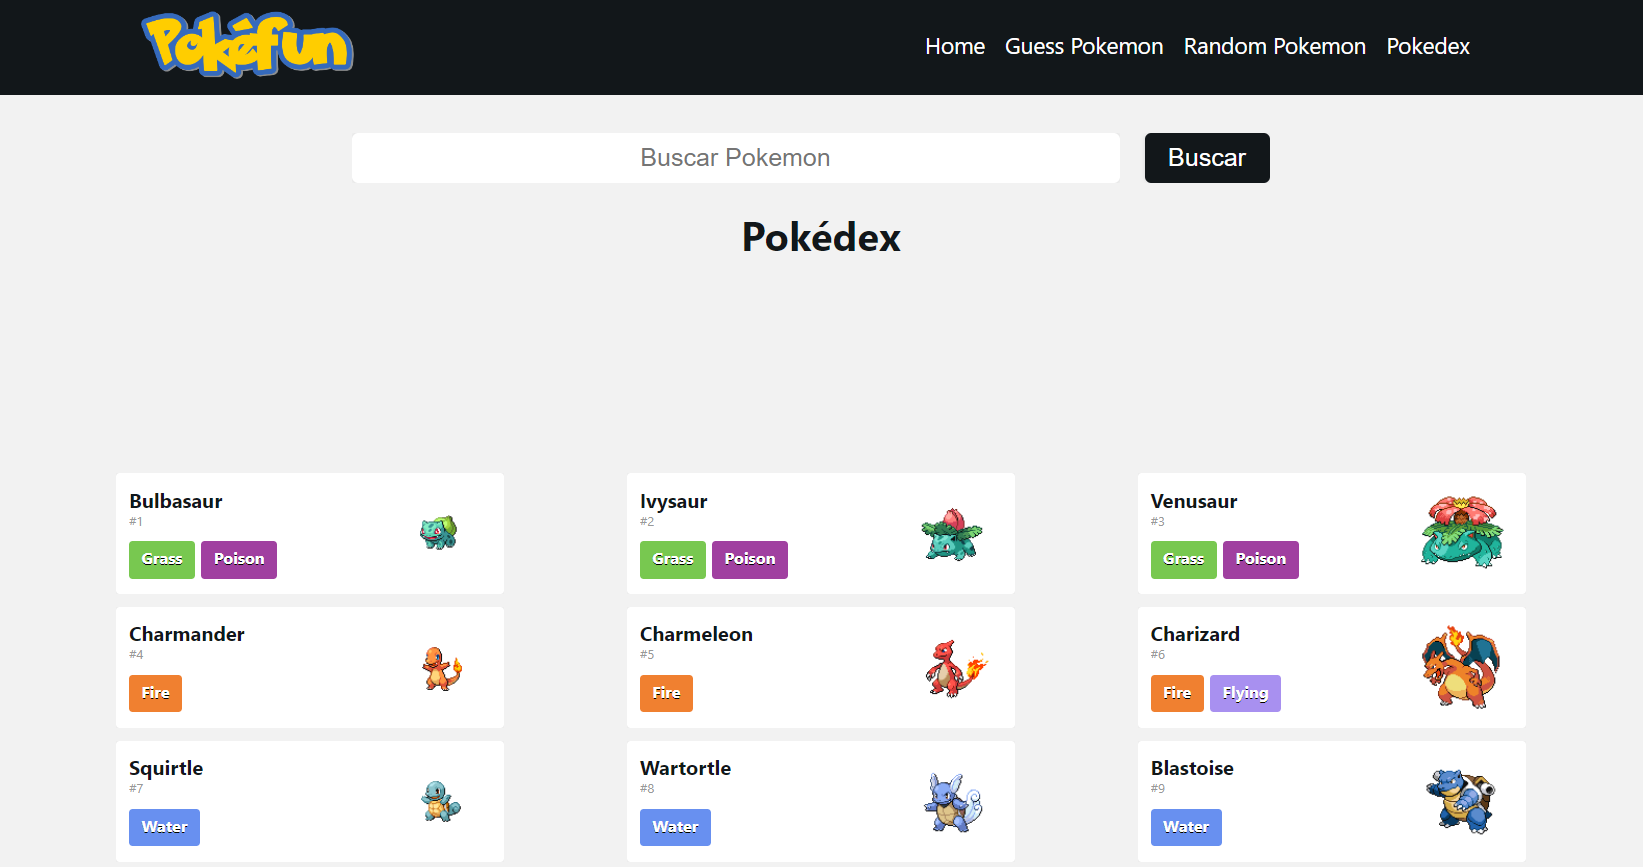 Pokéfun
Home Guess Pokemon Random Pokemon Pokedex
Buscar Pokemon Buscar
Pokédex
Bulbasaur
#1
Grass Poison
Ivysaur
#2
Grass Poison
Venusaur
#3
Grass Poison
Charmander
#4
Fire
Charmeleon
#5
Fire
Charizard
#6
Fire Flying
Squirtle
#7
Water
Wartortle
#8
Water
Blastoise
#9
Water